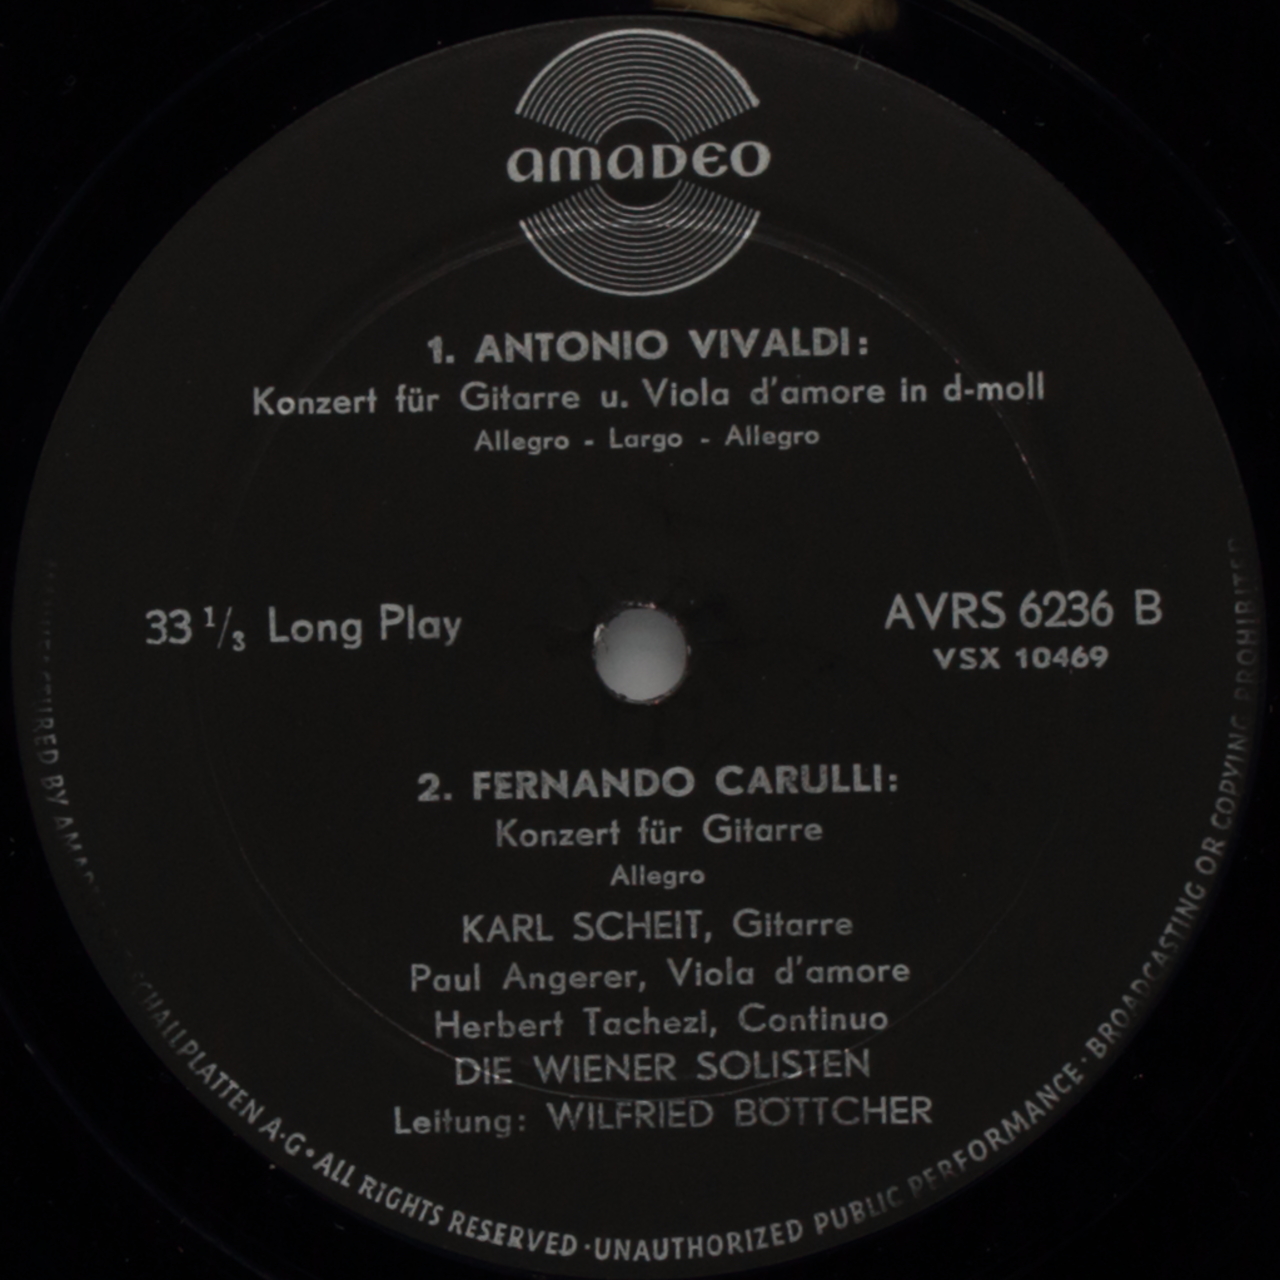 amadeo
1. ANTONIO VIVALDI:
Konzert für Gitarre u. Viola d'amore in d-moll
Allegro - Largo - Allegro
33 1/3 Long Play
AVRS 6236 B
VSX 10469
2. FERNANDO CARULLI:
Konzert für Gitarre
Allegro
KARL SCHEIT, Gitarre
Paul Angerer, Viola d'amore
Herbert Tachezi, Continuo
DIE WIENER SOLISTEN
Leitung: WILFRIED BÖTTCHER
BY SCHALLPLATTEN A·G • ALL RIGHTS RESERVED · UNAUTHORIZED PUBLIC PERFORMANCE · BROADCASTING OR COPYING PROHIBITED